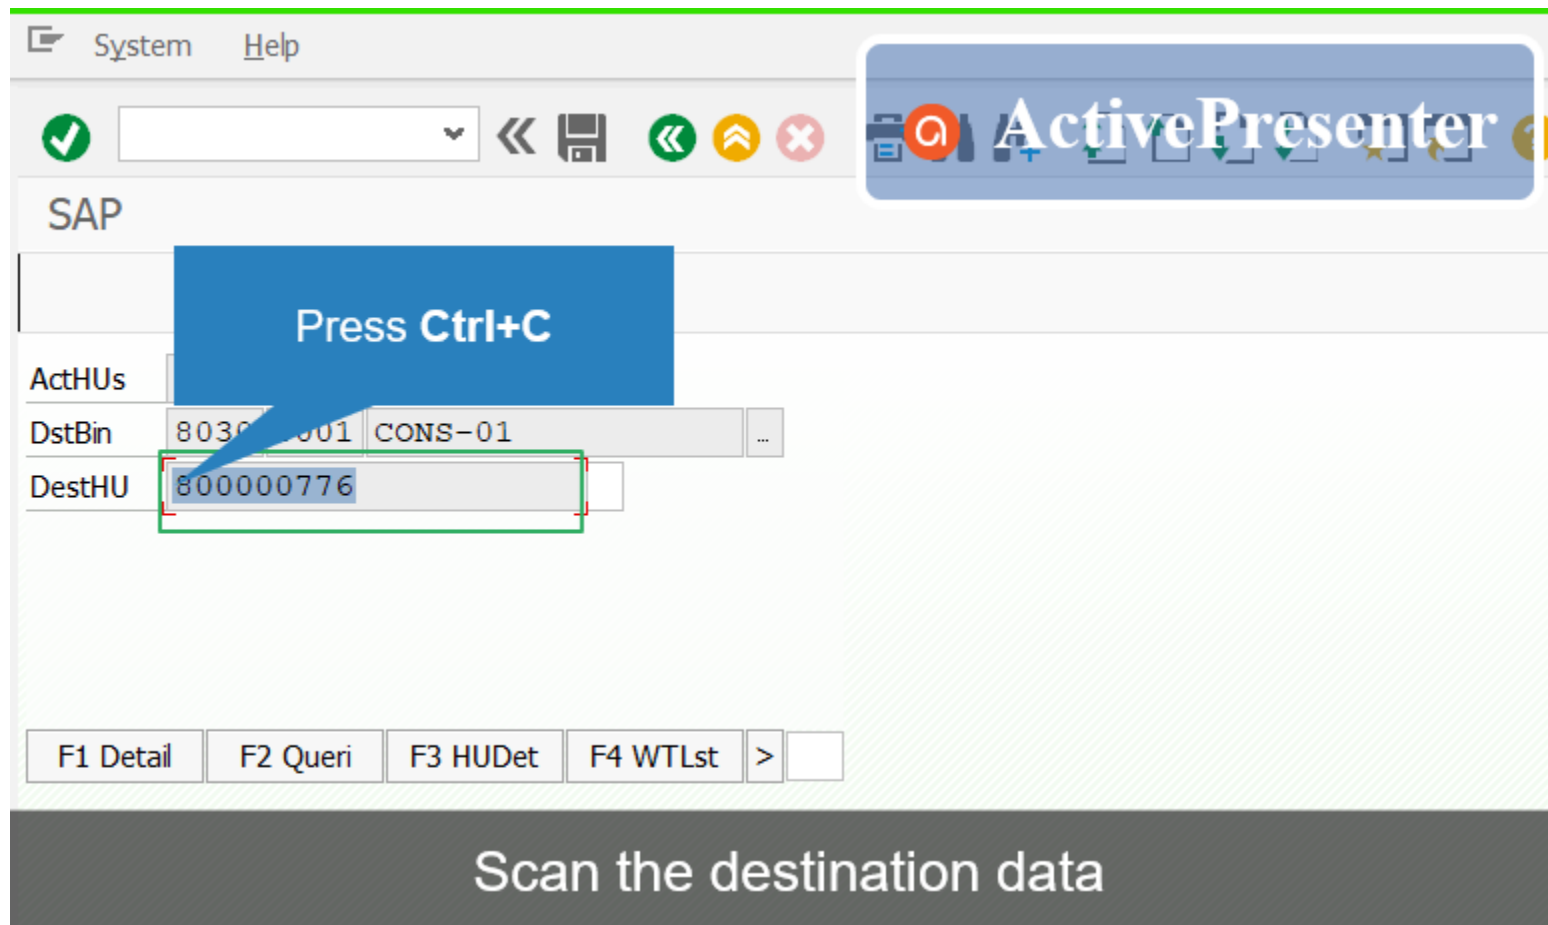 System Help
ActivePresenter
SAP
Press Ctrl+C
ActHUs
DstBin CONS-01 ...
DestHU 800000776
F1 Detail F2 Queri F3 HUDet F4 WTLst >
Scan the destination data